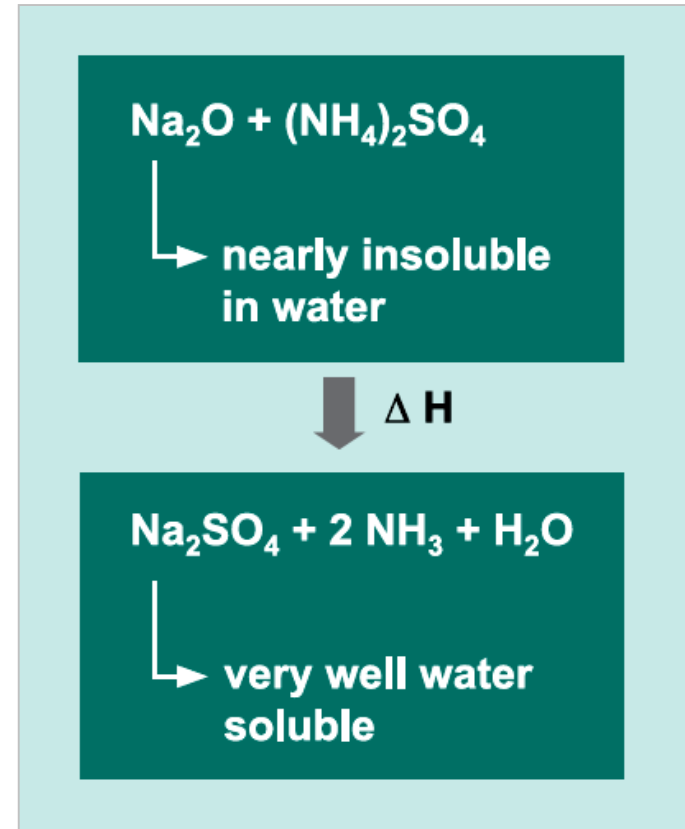 Na₂O + (NH₄)₂SO₄
nearly insoluble
in water
Δ H
Na₂SO₄ + 2 NH₃ + H₂O
very well water
soluble